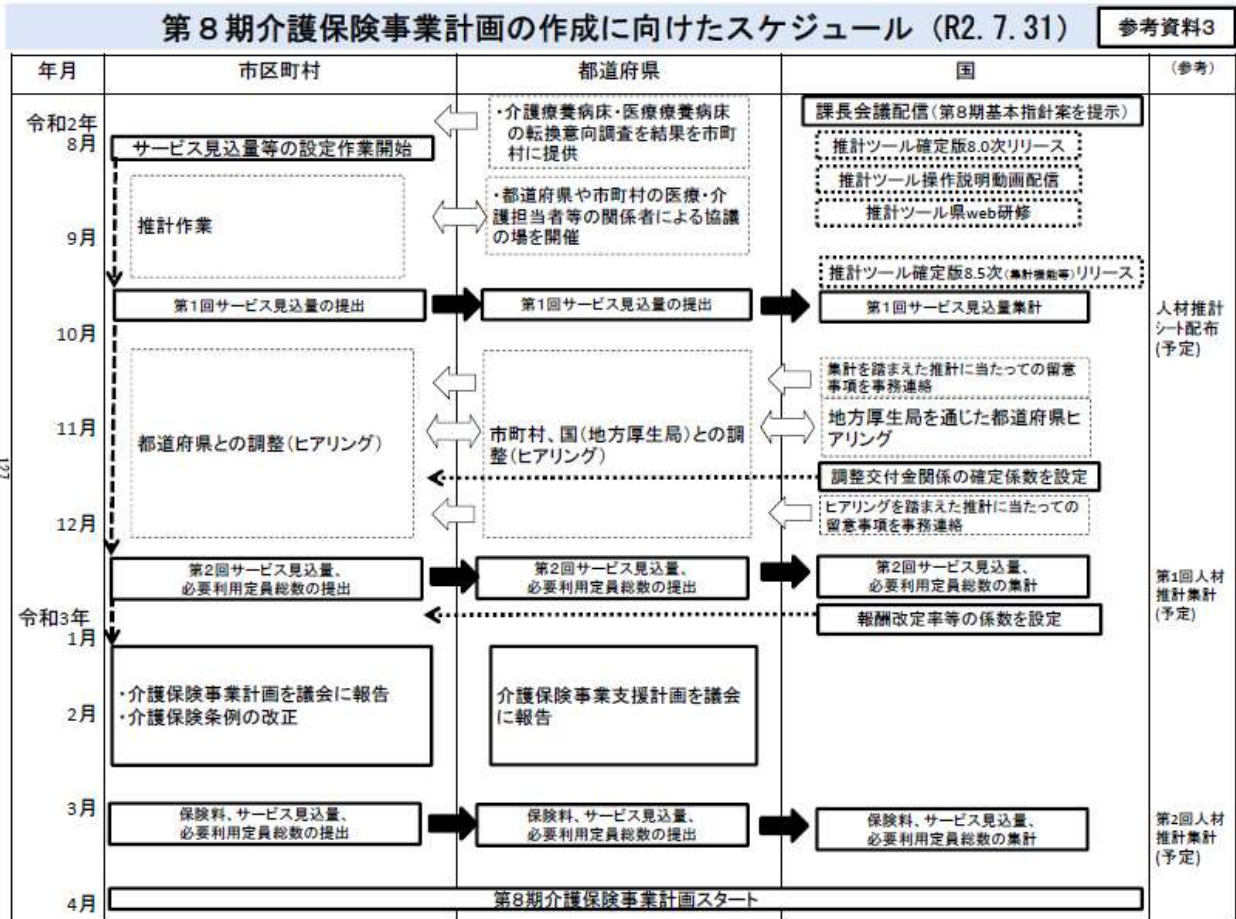 第8期介護保険事業計画の作成に向けたスケジュール（R2.7.31）
参考資料3
年月
市区町村
都道府県
国
（参考）
令和2年
8月
サービス見込量等の設定作業開始
・介護療養病床・医療療養病床
の転換意向調査を結果を市町
村に提供
課長会議配信(第8期基本指針案を提示)
推計ツール確定版8.0次リリース
推計ツール操作説明動画配信
推計ツール県web研修
9月
推計作業
・都道府県や市町村の医療・介
護担当者等の関係者による協議
の場を開催
推計ツール確定版8.5次(集計機能等)リリース
第1回サービス見込量の提出
第1回サービス見込量の提出
第1回サービス見込量集計
人材推計
シート配布
(予定)
10月
集計を踏まえた推計に当たっての留意
事項を事務連絡
11月
都道府県との調整(ヒアリング)
市町村、国(地方厚生局)との調
整(ヒアリング)
地方厚生局を通じた都道府県ヒ
アリング
調整交付金関係の確定係数を設定
127
12月
ヒアリングを踏まえた推計に当たっての
留意事項を事務連絡
第2回サービス見込量、
必要利用定員総数の提出
第2回サービス見込量、
必要利用定員総数の提出
第2回サービス見込量、
必要利用定員総数の集計
第1回人材
推計集計
(予定)
令和3年
1月
報酬改定率等の係数を設定
2月
・介護保険事業計画を議会に報告
・介護保険条例の改正
介護保険事業支援計画を議会
に報告
3月
保険料、サービス見込量、
必要利用定員総数の提出
保険料、サービス見込量、
必要利用定員総数の提出
保険料、サービス見込量、
必要利用定員総数の集計
第2回人材
推計集計
(予定)
4月
第8期介護保険事業計画スタート